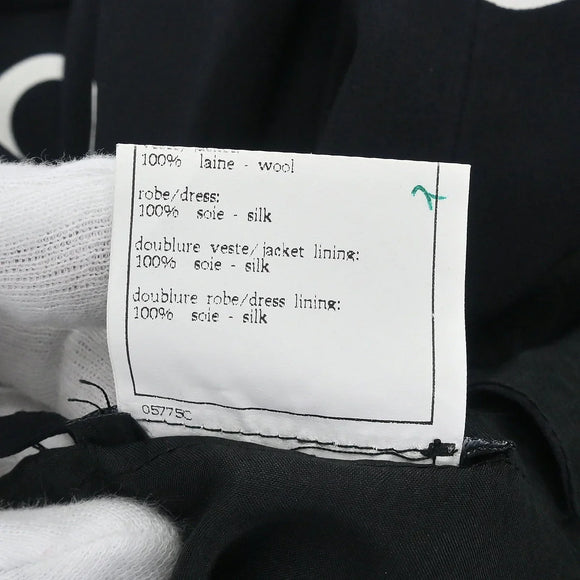 100% laine - wool
robe/dress:
100% soie - silk
doublure veste/jacket lining:
100% soie - silk
doublure robe/dress lining:
100% soie - silk
05775C